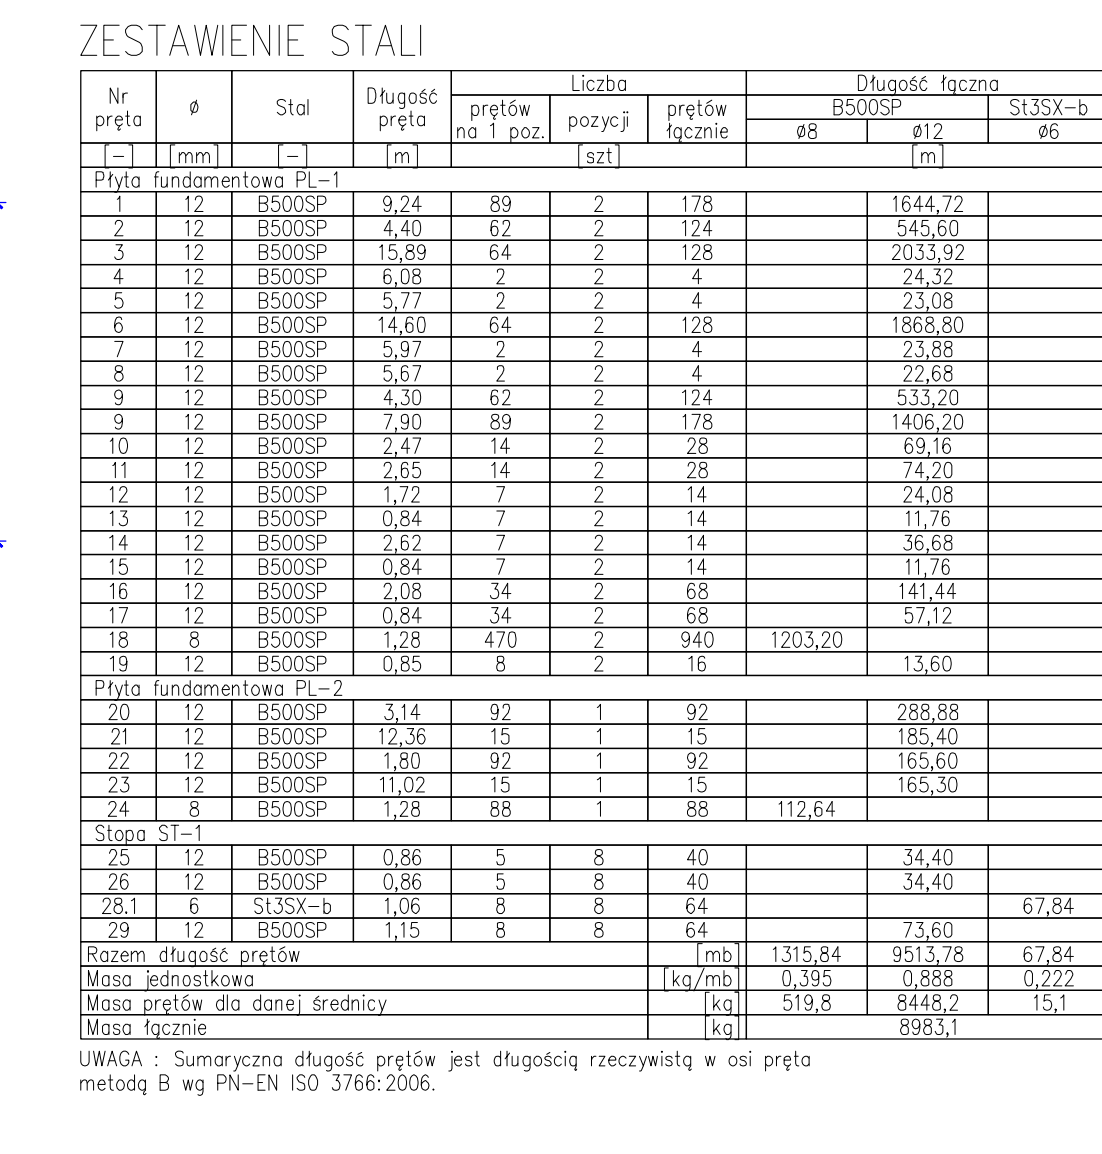 ZESTAWIENIE STALI
Nr pręta ø Stal Długość pręta Liczba Długość łączna
prętów na 1 poz. pozycji prętów łącznie B500SP St3SX-b
ø8 ø12 ø6
[-] [mm] [-] [m] [szt] [m]
Płyta fundamentowa PL-1
1 12 B500SP 9,24 89 2 178 1644,72
2 12 B500SP 4,40 62 2 124 545,60
3 12 B500SP 15,89 64 2 128 2033,92
4 12 B500SP 6,08 2 2 4 24,32
5 12 B500SP 5,77 2 2 4 23,08
6 12 B500SP 14,60 64 2 128 1868,80
7 12 B500SP 5,97 2 2 4 23,88
8 12 B500SP 5,67 2 2 4 22,68
9 12 B500SP 4,30 62 2 124 533,20
9 12 B500SP 7,90 89 2 178 1406,20
10 12 B500SP 2,47 14 2 28 69,16
11 12 B500SP 2,65 14 2 28 74,20
12 12 B500SP 1,72 7 2 14 24,08
13 12 B500SP 0,84 7 2 14 11,76
14 12 B500SP 2,62 7 2 14 36,68
15 12 B500SP 0,84 7 2 14 11,76
16 12 B500SP 2,08 34 2 68 141,44
17 12 B500SP 0,84 34 2 68 57,12
18 8 B500SP 1,28 470 2 940 1203,20
19 12 B500SP 0,85 8 2 16 13,60
Płyta fundamentowa PL-2
20 12 B500SP 3,14 92 1 92 288,88
21 12 B500SP 12,36 15 1 15 185,40
22 12 B500SP 1,80 92 1 92 165,60
23 12 B500SP 11,02 15 1 15 165,30
24 8 B500SP 1,28 88 1 88 112,64
Stopa ST-1
25 12 B500SP 0,86 5 8 40 34,40
26 12 B500SP 0,86 5 8 40 34,40
28.1 6 St3SX-b 1,06 8 8 64 67,84
29 12 B500SP 1,15 8 8 64 73,60
Razem długość prętów [mb] 1315,84 9513,78 67,84
Masa jednostkowa [kg/mb] 0,395 0,888 0,222
Masa prętów dla danej średnicy [kg] 519,8 8448,2 15,1
Masa łącznie [kg] 8983,1
UWAGA : Sumaryczna długość prętów jest długością rzeczywistą w osi pręta
metodą B wg PN-EN ISO 3766:2006.